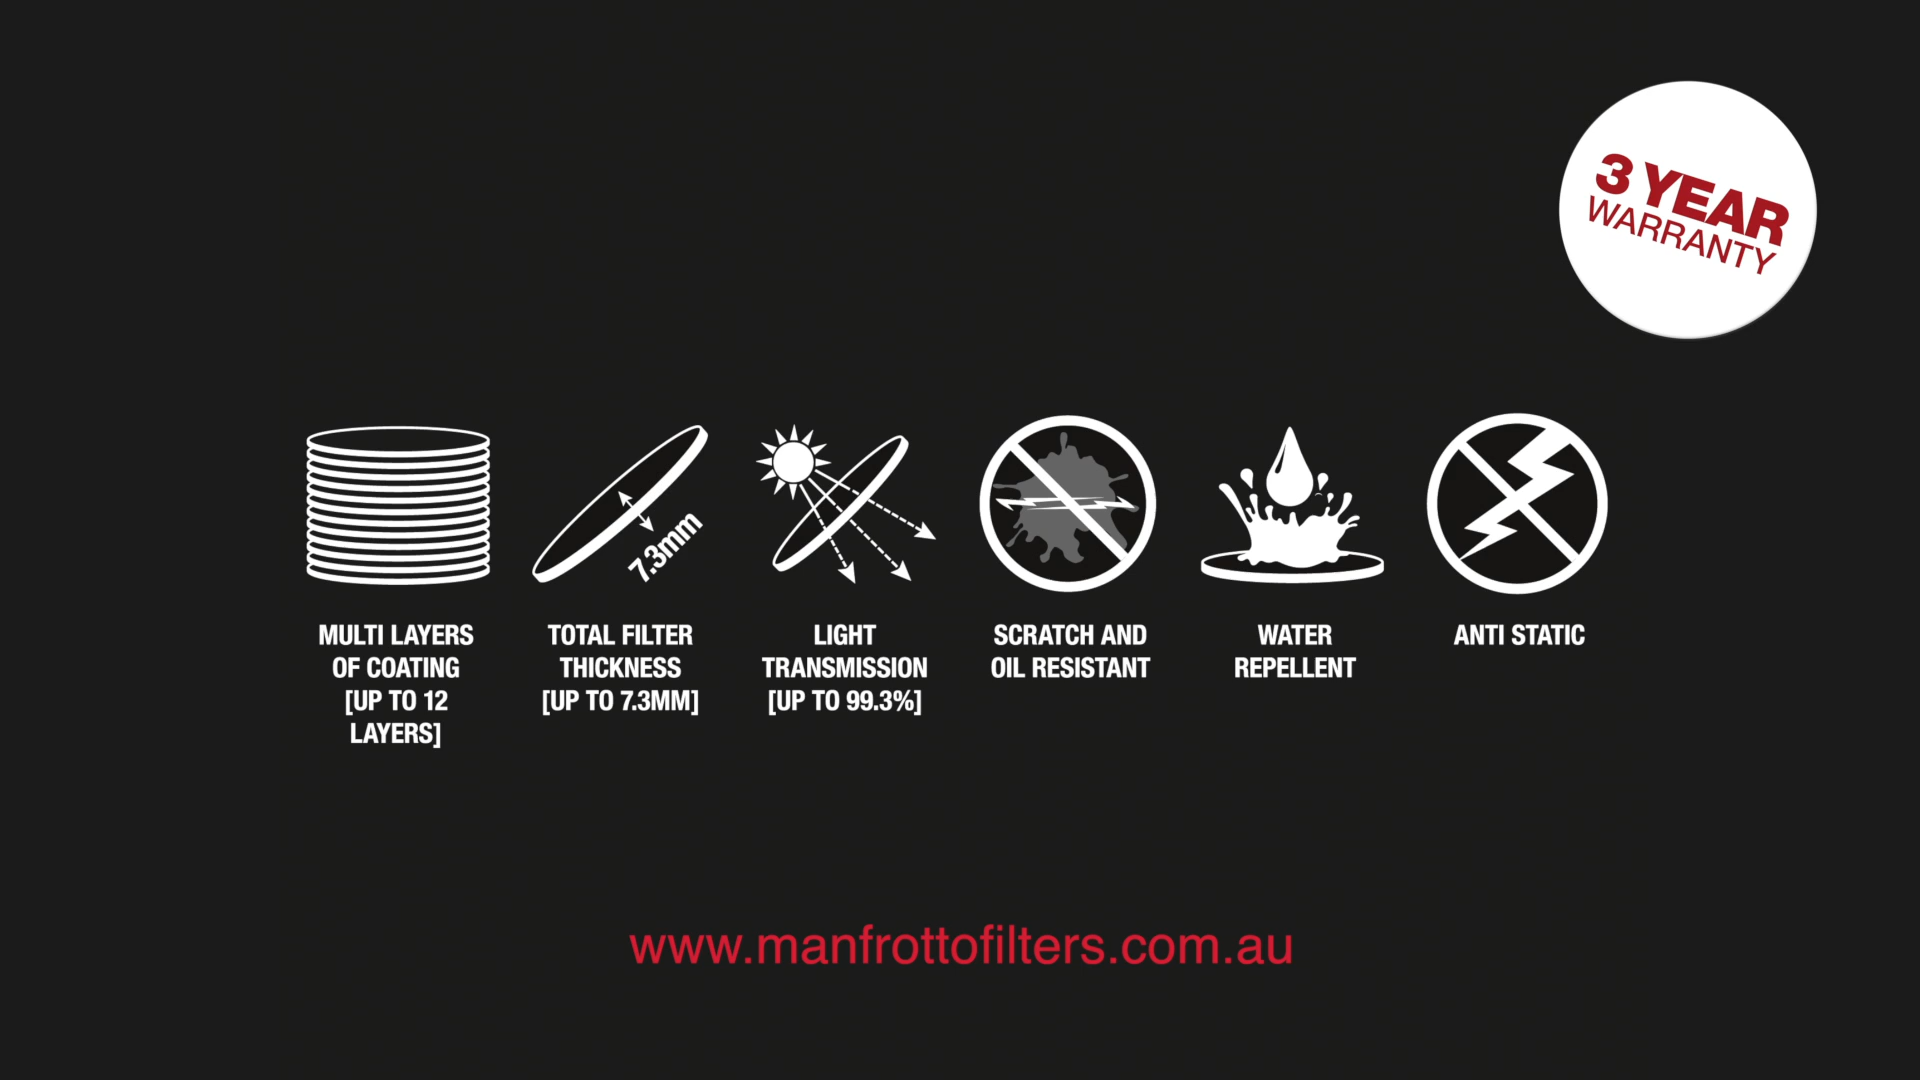 3 YEAR
WARRANTY
7.3mm
MULTI LAYERS
OF COATING
[UP TO 12
LAYERS]
TOTAL FILTER
THICKNESS
[UP TO 7.3MM]
LIGHT
TRANSMISSION
[UP TO 99.3%]
SCRATCH AND
OIL RESISTANT
WATER
REPELLENT
ANTI STATIC
www.manfrottofilters.com.au